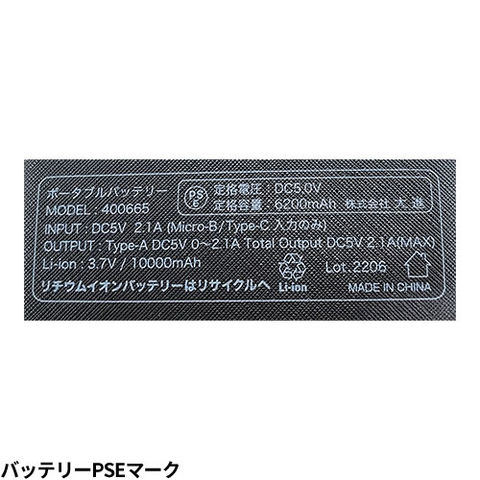 ポータブルバッテリー
MODEL : 400665
PSE 定格電圧 : DC5.0V
定格容量 : 6200mAh 株式会社 大進
INPUT : DC5V 2.1A (Micro-B/Type-C 入力のみ)
OUTPUT : Type-A DC5V 0～2.1A Total Output DC5V 2.1A(MAX)
Li-ion : 3.7V / 10000mAh
リチウムイオンバッテリーはリサイクルへ
Li-ion
Lot. 2206
MADE IN CHINA
バッテリーPSEマーク